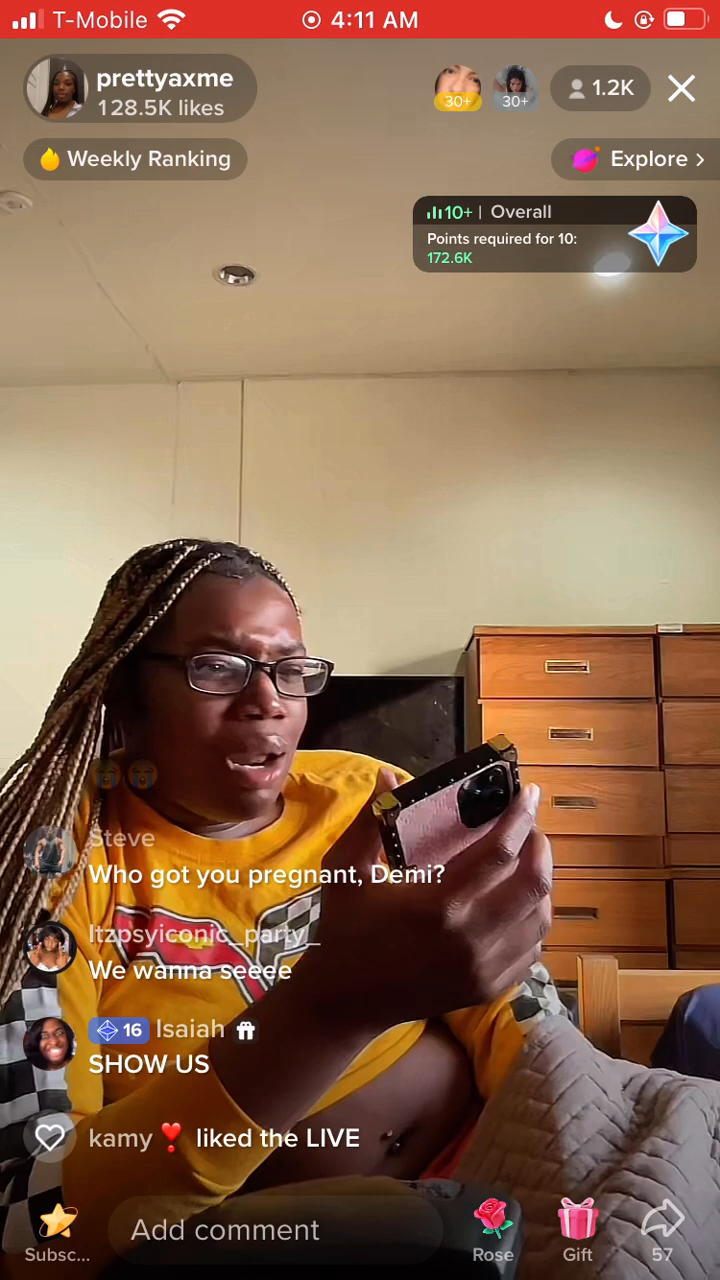 T-Mobile 4:11 AM
prettyaxme
128.5K likes
30+
30+
1.2K
Weekly Ranking
Explore >
10+ | Overall
Points required for 10:
172.6K
Steve
Who got you pregnant, Demi?
Itzpsyiconic_party_
We wanna seeee
16 Isaiah
SHOW US
kamy❣️ liked the LIVE
Add comment
Subsc...
Rose
Gift
57